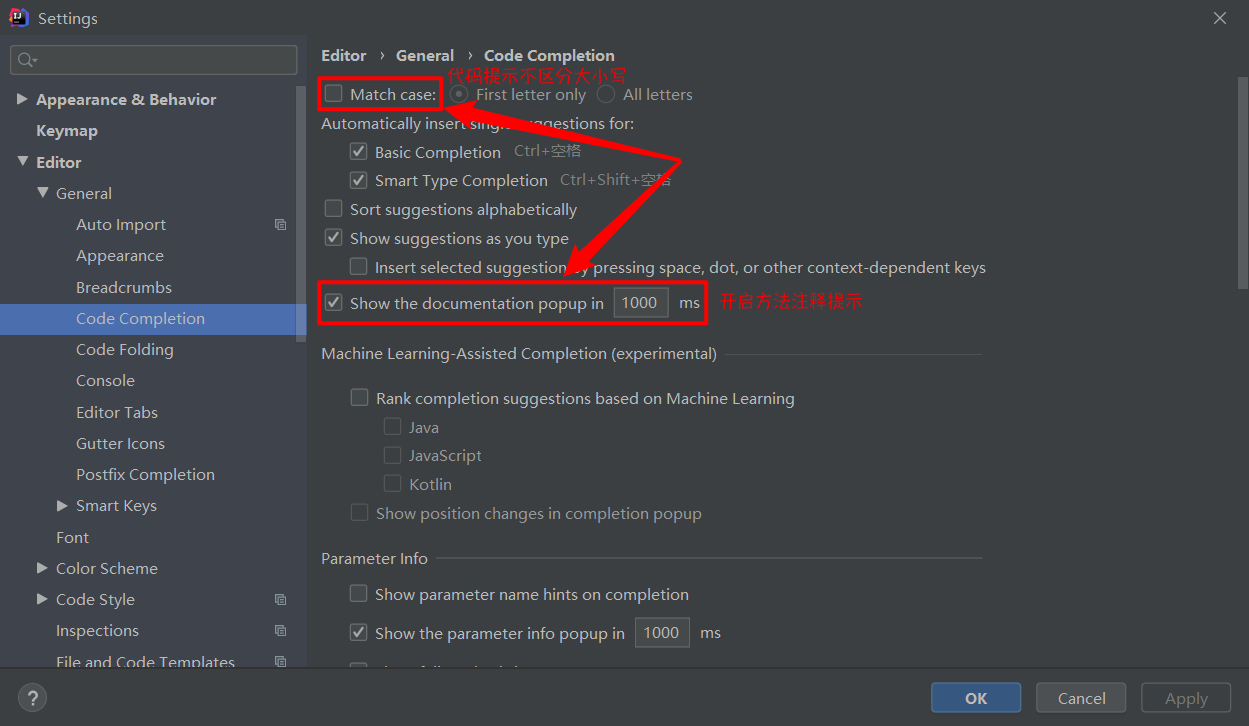 Settings
Editor › General › Code Completion
代码提示不区分大小写
Match case: First letter only All letters
Automatically insert single suggestions for:
Basic Completion Ctrl+空格
Smart Type Completion Ctrl+Shift+空格
Sort suggestions alphabetically
Show suggestions as you type
Insert selected suggestion by pressing space, dot, or other context-dependent keys
Show the documentation popup in 1000 ms 开启方法注释提示
Machine Learning-Assisted Completion (experimental)
Rank completion suggestions based on Machine Learning
Java
JavaScript
Kotlin
Show position changes in completion popup
Parameter Info
Show parameter name hints on completion
Show the parameter info popup in 1000 ms
Appearance & Behavior
Keymap
Editor
General
Auto Import
Appearance
Breadcrumbs
Code Completion
Code Folding
Console
Editor Tabs
Gutter Icons
Postfix Completion
Smart Keys
Font
Color Scheme
Code Style
Inspections
File and Code Templates
?
OK Cancel Apply